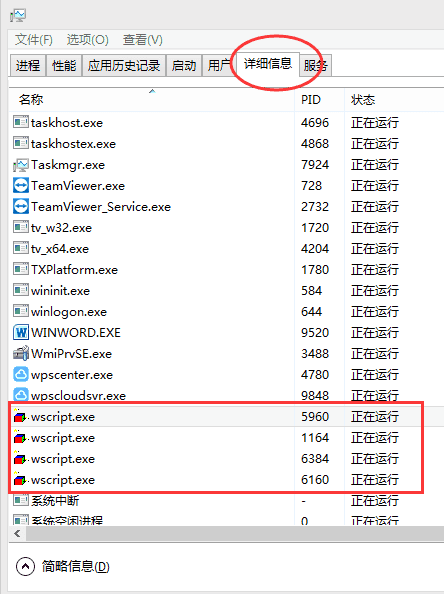 文件(F) 选项(O) 查看(V)
进程 性能 应用历史记录 启动 用户 详细信息 服务
名称 PID 状态
taskhost.exe 4696 正在运行
taskhostex.exe 4868 正在运行
Taskmgr.exe 7924 正在运行
TeamViewer.exe 728 正在运行
TeamViewer_Service.exe 2732 正在运行
tv_w32.exe 1720 正在运行
tv_x64.exe 4204 正在运行
TXPlatform.exe 1780 正在运行
wininit.exe 584 正在运行
winlogon.exe 644 正在运行
WINWORD.EXE 9520 正在运行
WmiPrvSE.exe 3488 正在运行
wpscenter.exe 4780 正在运行
wpscloudsvr.exe 9848 正在运行
wscript.exe 5960 正在运行
wscript.exe 1164 正在运行
wscript.exe 6384 正在运行
wscript.exe 6160 正在运行
系统中断 - 正在运行
系统空闲进程 0 正在运行
简略信息(D)